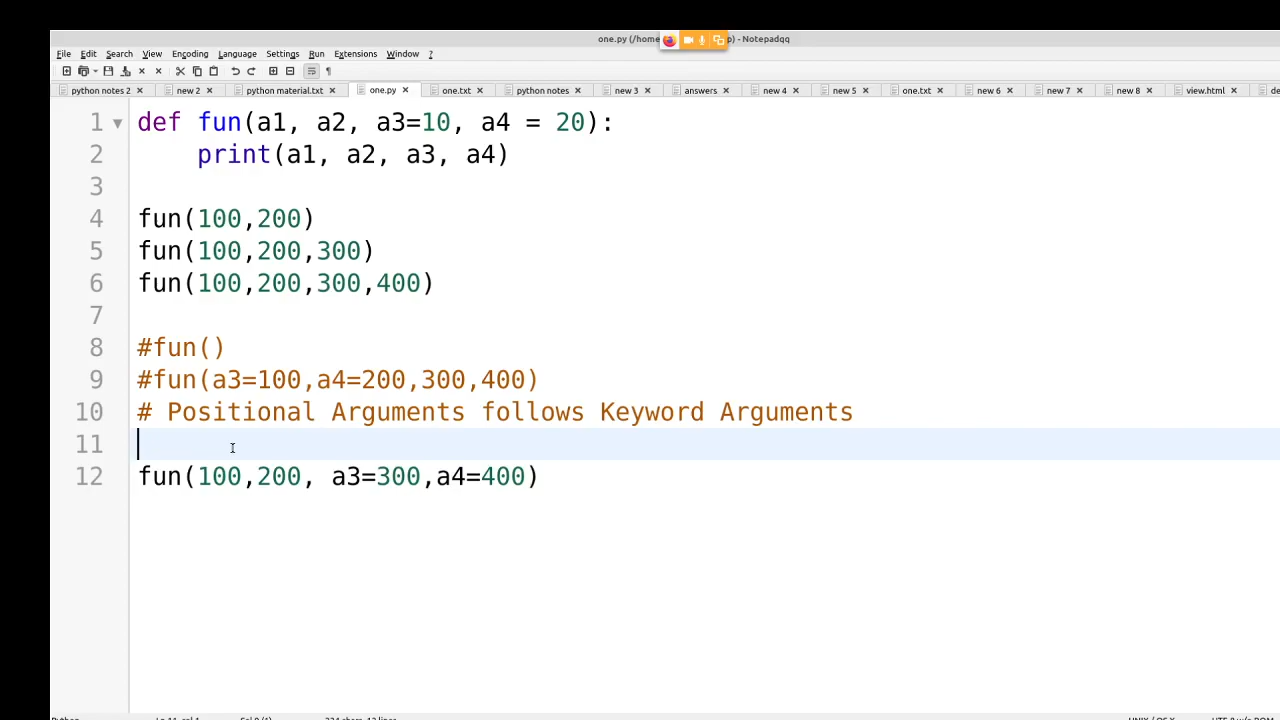 one.py (/home p) - Notepadqq
File Edit Search View Encoding Language Settings Run Extensions Window ?
python notes 2 new 2 python material.txt one.py one.txt python notes new 3 answers new 4 new 5 one.txt new 6 new 7 new 8 view.html de
1 def fun(a1, a2, a3=10, a4 = 20):
2 print(a1, a2, a3, a4)
3
4 fun(100,200)
5 fun(100,200,300)
6 fun(100,200,300,400)
7
8 #fun()
9 #fun(a3=100,a4=200,300,400)
10 # Positional Arguments follows Keyword Arguments
11
12 fun(100,200, a3=300,a4=400)